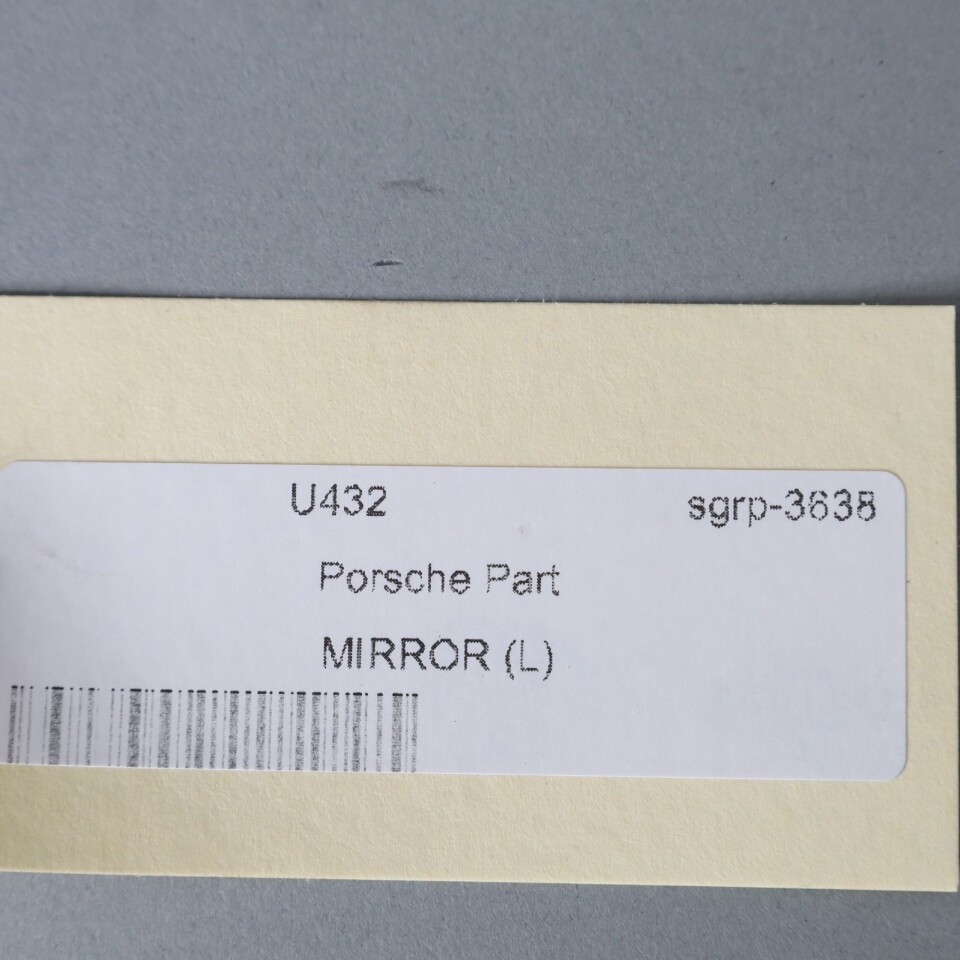 U432 sgrp-3638
Porsche Part
MIRROR (L)